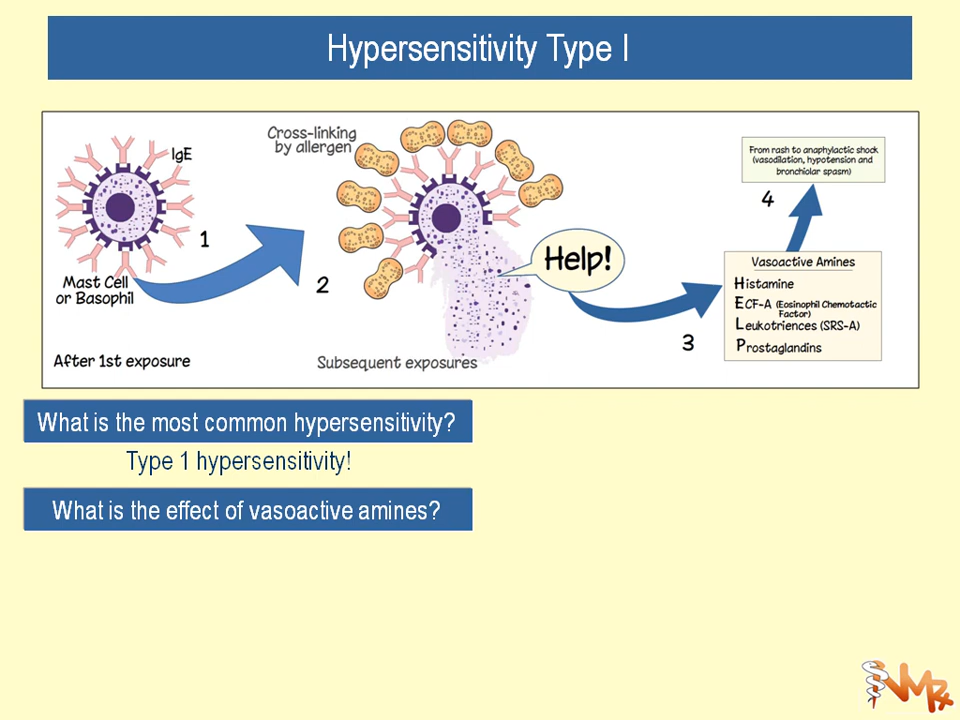 Hypersensitivity Type I
IgE
1
Mast Cell
or Basophil
After 1st exposure
Cross-linking
by allergen
2
Subsequent exposures
Help!
3
Vasoactive Amines
Histamine
ECF-A (Eosinophil Chemotactic
Factor)
Leukotriences (SRS-A)
Prostaglandins
4
From rash to anaphylactic shock
(vasodilation, hypotension and
bronchiolar spasm)
What is the most common hypersensitivity?
Type 1 hypersensitivity!
What is the effect of vasoactive amines?
VMRx